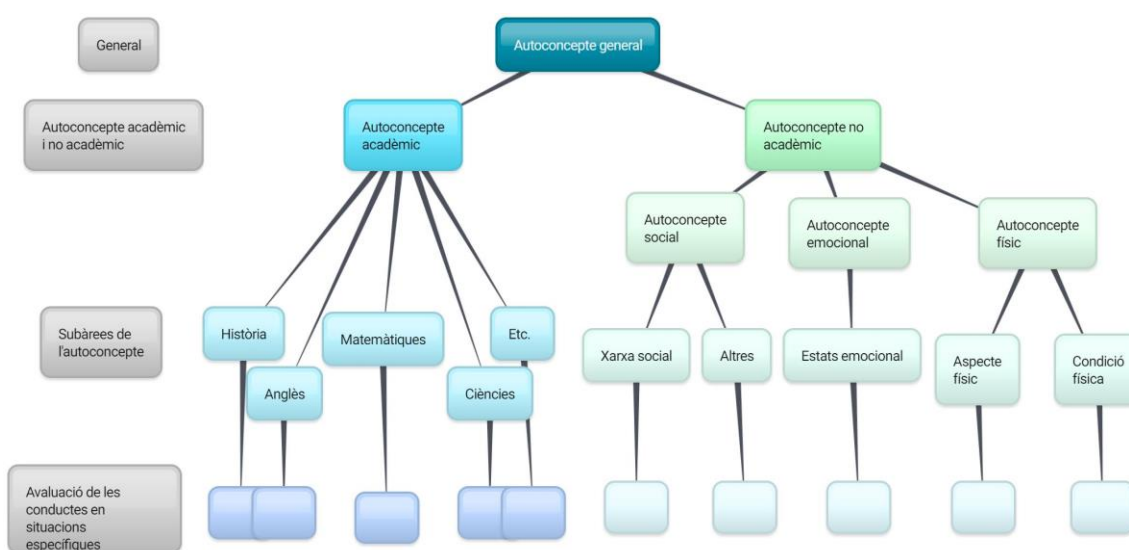 General
Autoconcepte general
Autoconcepte acadèmic
i no acadèmic
Autoconcepte
acadèmic
Autoconcepte no
acadèmic
Autoconcepte
social
Autoconcepte
emocional
Autoconcepte
físic
Subàrees de
l'autoconcepte
Història
Anglès
Matemàtiques
Ciències
Etc.
Xarxa social
Altres
Estats emocional
Aspecte
físic
Condició
física
Avaluació de les
conductes en
situacions
específiques